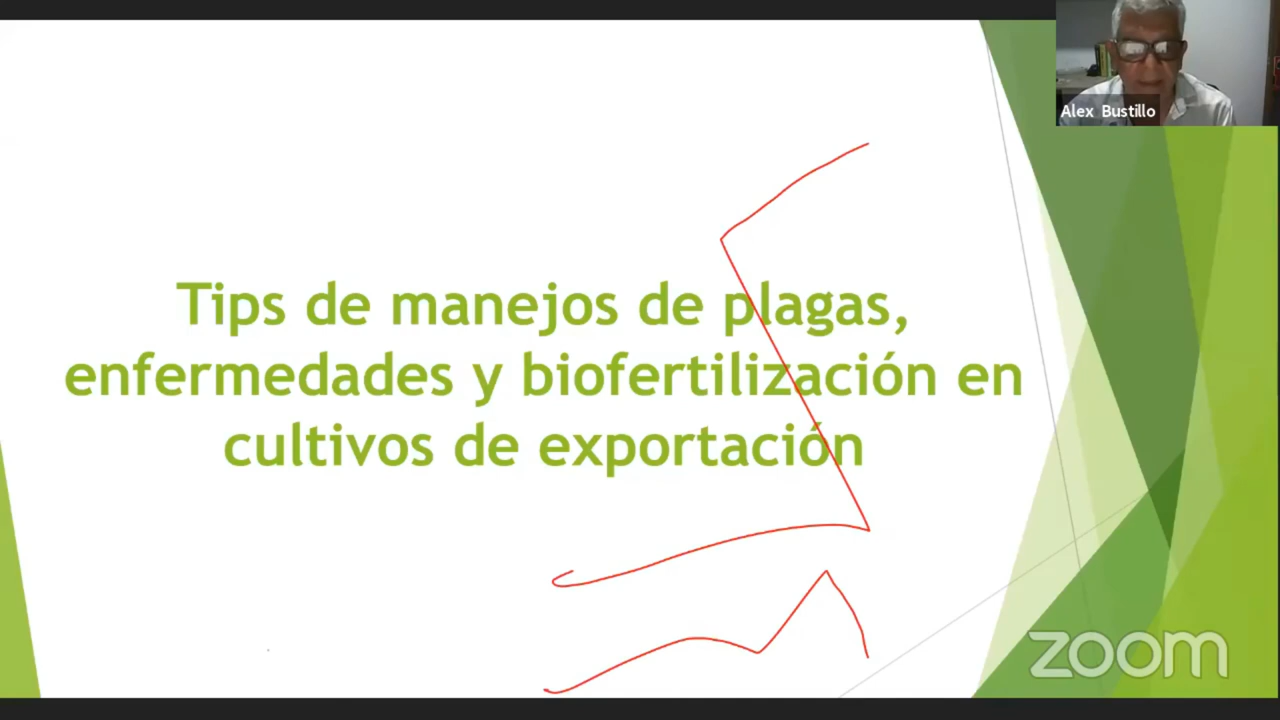 Alex Bustillo
Tips de manejos de plagas,
enfermedades y biofertilización en
cultivos de exportación
zoom